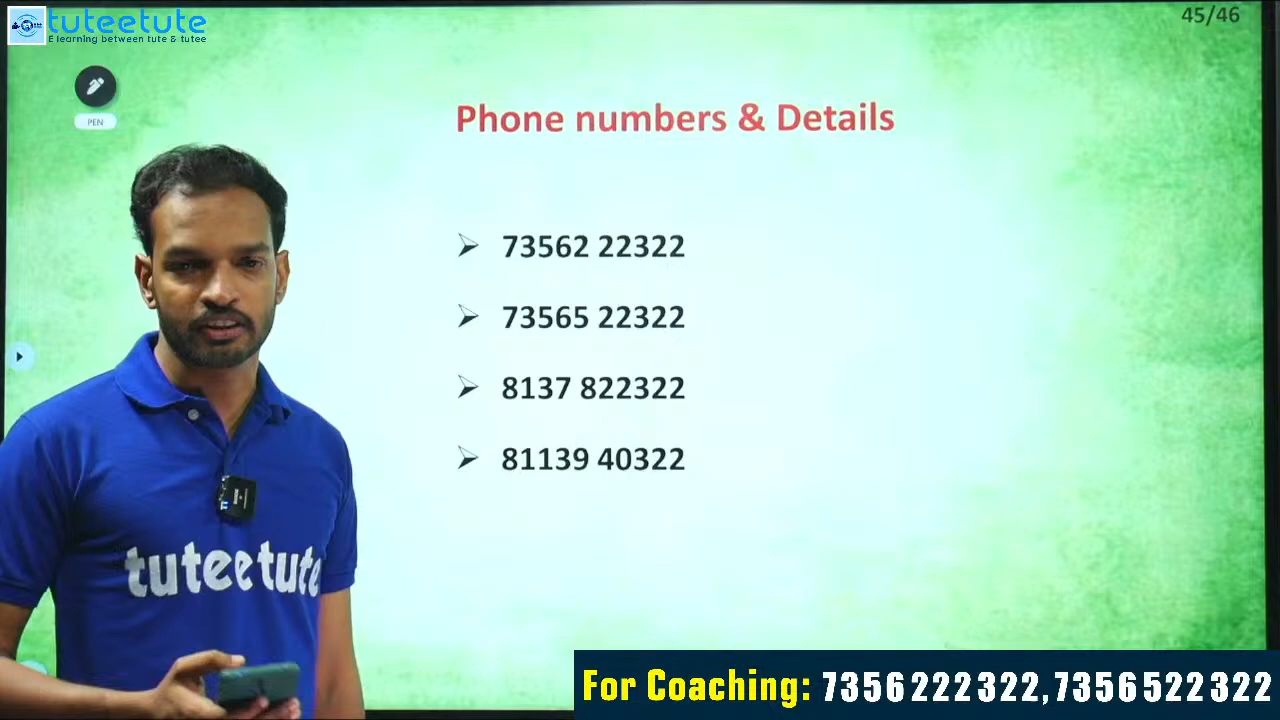 tuteetute
E learning between tute & tutee
45/46
PEN
Phone numbers & Details
➢ 73562 22322
➢ 73565 22322
➢ 8137 822322
➢ 81139 40322
tuteetute
For Coaching: 7356222322,7356522322